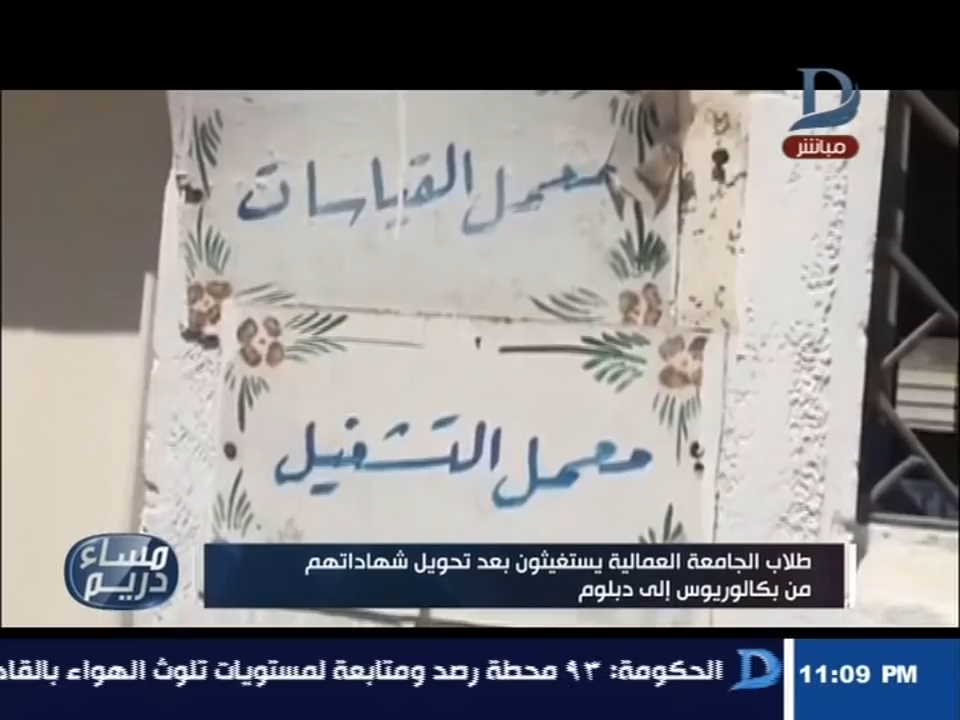 مباشر
معمل القياسات
معمل التشغيل
مساء
دريم
طلاب الجامعة العمالية يستغيثون بعد تحويل شهاداتهم
من بكالوريوس إلى دبلوم
الحكومة: ٩٣ محطة رصد ومتابعة لمستويات تلوث الهواء
11:09 PM